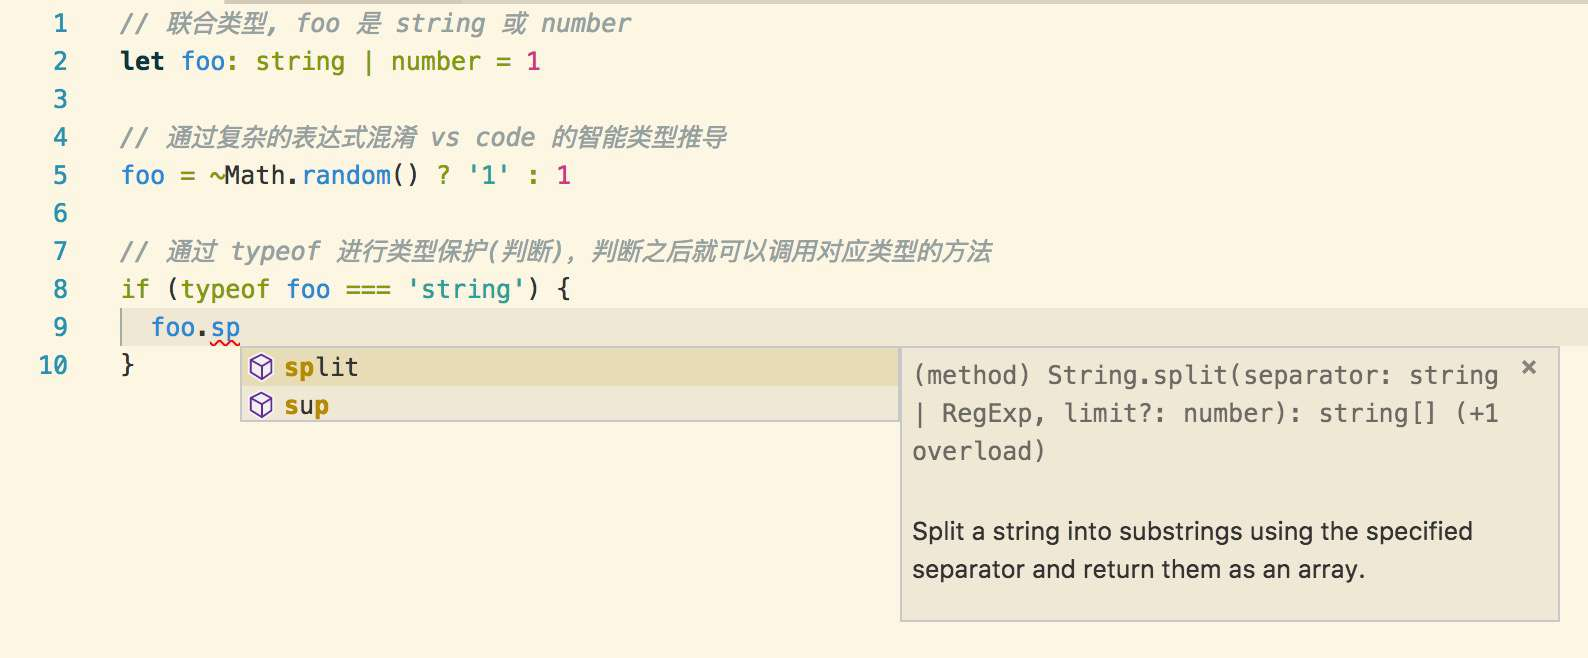 1 // 联合类型, foo 是 string 或 number
2 let foo: string | number = 1
3
4 // 通过复杂的表达式混淆 vs code 的智能类型推导
5 foo = ~Math.random() ? '1' : 1
6
7 // 通过 typeof 进行类型保护(判断), 判断之后就可以调用对应类型的方法
8 if (typeof foo === 'string') {
9 foo.sp
10 }
split
sup
(method) String.split(separator: string
| RegExp, limit?: number): string[] (+1
overload)
×
Split a string into substrings using the specified
separator and return them as an array.